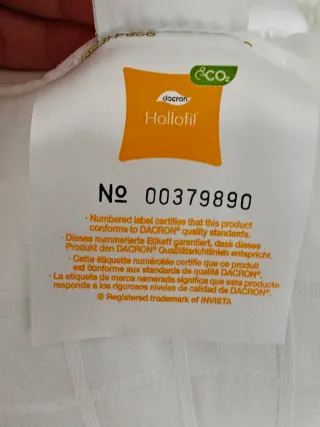 CO₂
dacron
Hollofil®
Nº 00379890
· Numbered label certifies that this product
conforms to DACRON® quality standards.
· Dieses nummerierte Etikett garantiert, dass dieses
Produkt den DACRON® Qualitätsrichtlinien entspricht.
· Cette étiquette numérotée certifie que ce produit
est conforme aux standards de qualité DACRON®.
· La etiqueta de marca namerada significa que este producto
responde a los rigurosos niveles de calidad de DACRON®.
® Registered trademark of INVISTA